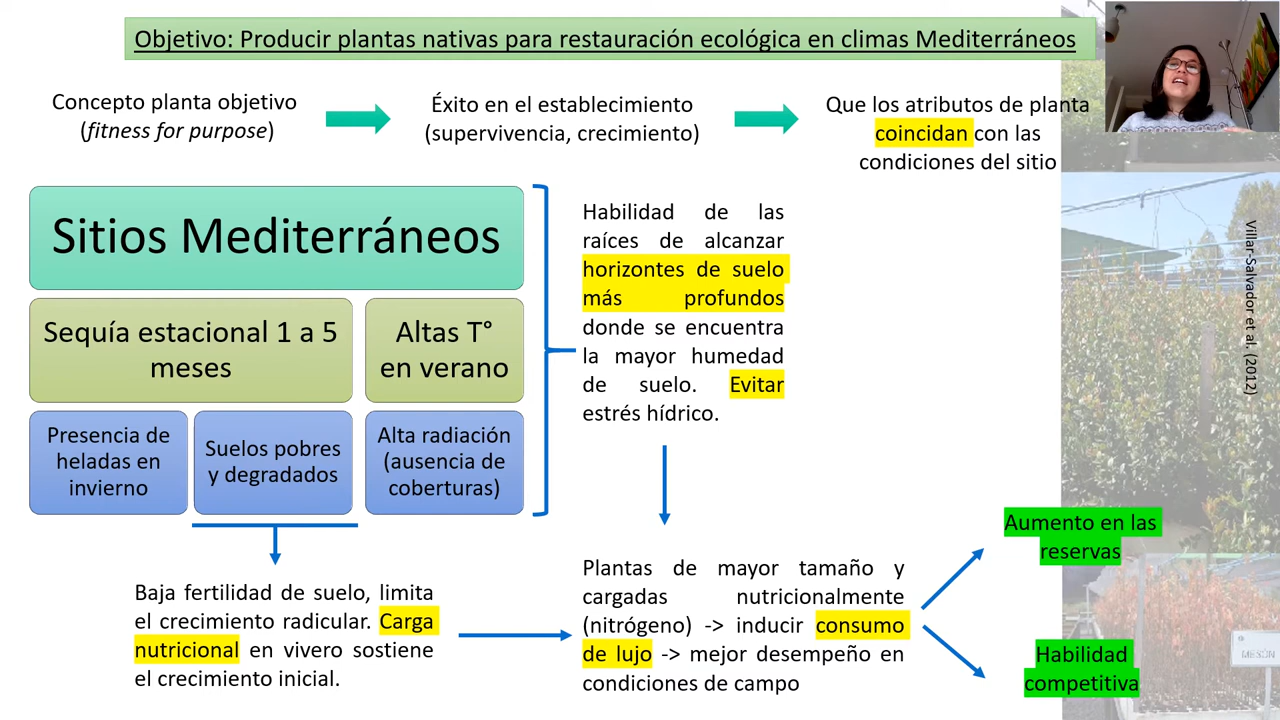 Objetivo: Producir plantas nativas para restauración ecológica en climas Mediterráneos
Concepto planta objetivo
(fitness for purpose)
Éxito en el establecimiento
(supervivencia, crecimiento)
Que los atributos de planta
coincidan con las
condiciones del sitio
Sitios Mediterráneos
Sequía estacional 1 a 5
meses
Altas T°
en verano
Presencia de
heladas en
invierno
Suelos pobres
y degradados
Alta radiación
(ausencia de
coberturas)
Habilidad de las
raíces de alcanzar
horizontes de suelo
más profundos
donde se encuentra
la mayor humedad
de suelo. Evitar
estrés hídrico.
Villar-Salvador et al. (2012)
Baja fertilidad de suelo, limita
el crecimiento radicular. Carga
nutricional en vivero sostiene
el crecimiento inicial.
Plantas de mayor tamaño y
cargadas nutricionalmente
(nitrógeno) -> inducir consumo
de lujo -> mejor desempeño en
condiciones de campo
Aumento en las
reservas
Habilidad
competitiva
MESÓN